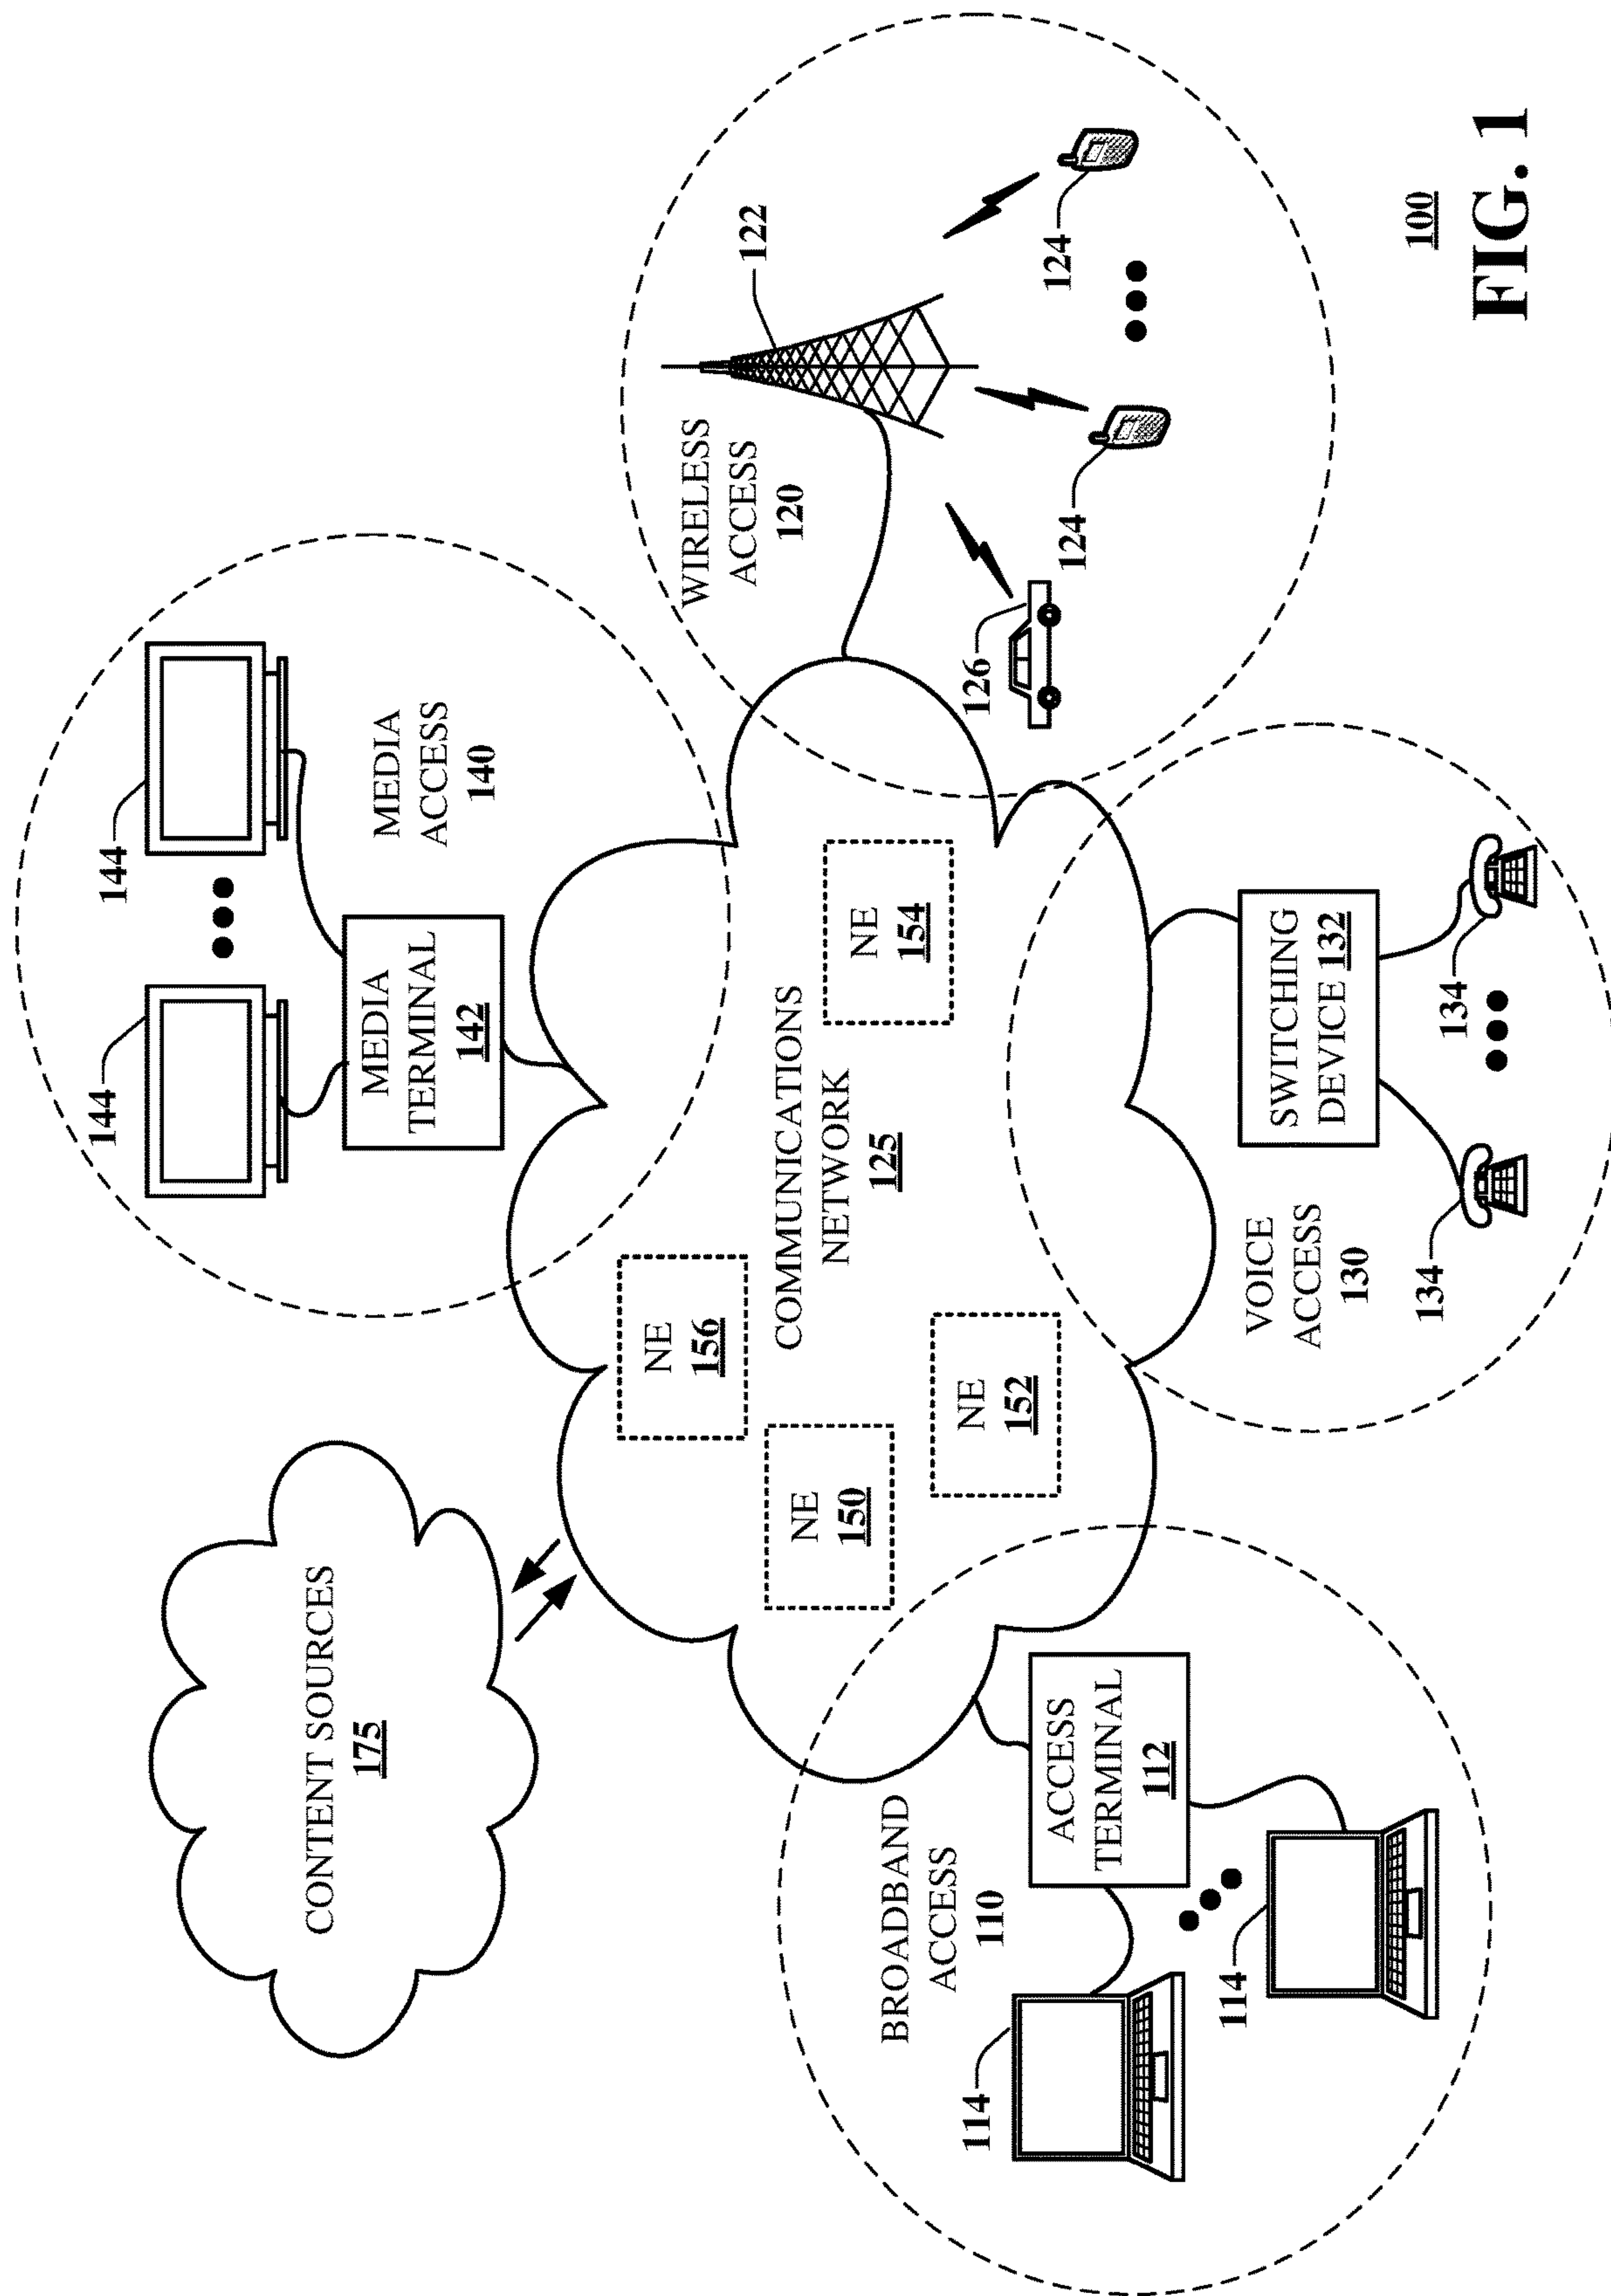 CONTENT SOURCES
175
144
144
MEDIA
TERMINAL
142
MEDIA
ACCESS
140
WIRELESS
ACCESS
120
122
NE
156
NE
150
COMMUNICATIONS
NETWORK
125
NE
154
NE
152
BROADBAND
ACCESS
110
114
ACCESS
TERMINAL
112
114
VOICE
ACCESS
130
SWITCHING
DEVICE 132
134
134
126
124
124
100
FIG. 1